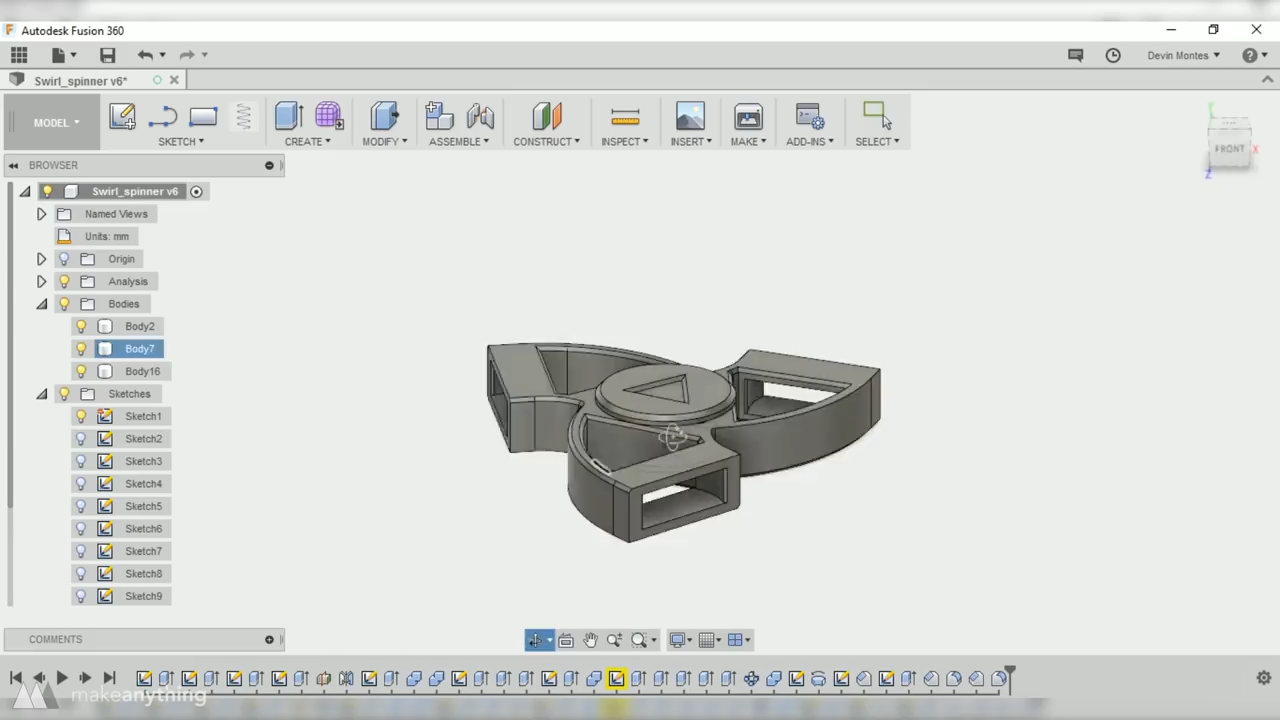 Autodesk Fusion 360
Devin Montes
Swirl_spinner v6*
MODEL
SKETCH
CREATE
MODIFY
ASSEMBLE
CONSTRUCT
INSPECT
INSERT
MAKE
ADD-INS
SELECT
FRONT
X
Z
BROWSER
Swirl_spinner v6
Named Views
Units: mm
Origin
Analysis
Bodies
Body2
Body7
Body16
Sketches
Sketch1
Sketch2
Sketch3
Sketch4
Sketch5
Sketch6
Sketch7
Sketch8
Sketch9
COMMENTS
makeanything